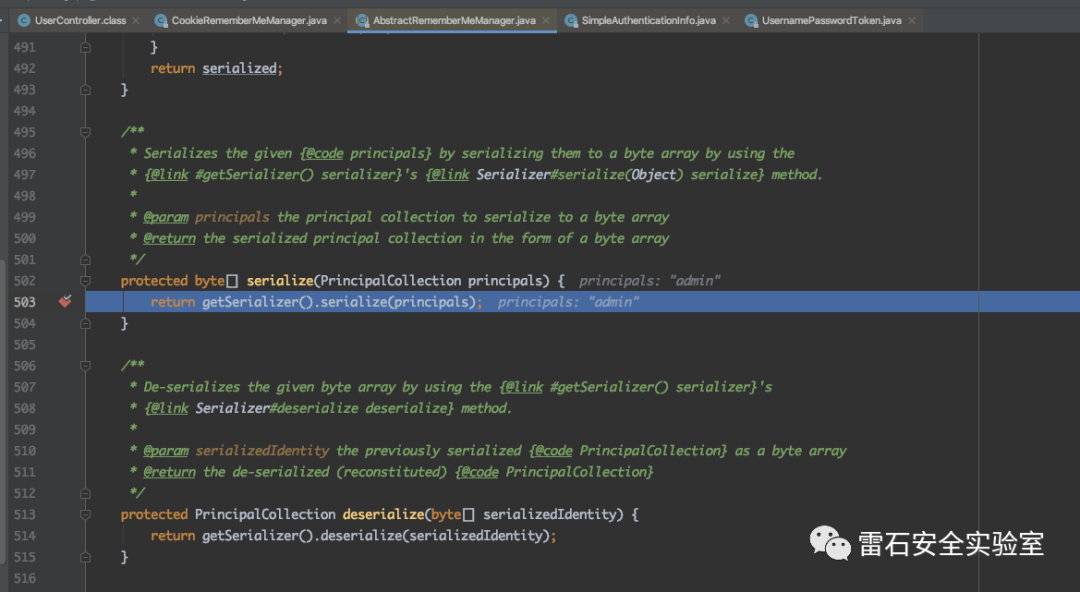 UserController.class × CookieRememberMeManager.java × AbstractRememberMeManager.java × SimpleAuthenticationInfo.java × UsernamePasswordToken.java ×
491 }
492 return serialized;
493 }
494
495 /**
496 * Serializes the given {@code principals} by serializing them to a byte array by using the
497 * {@link #getSerializer() serializer}'s {@link Serializer#serialize(Object) serialize} method.
498 *
499 * @param principals the principal collection to serialize to a byte array
500 * @return the serialized principal collection in the form of a byte array
501 */
502 protected byte[] serialize(PrincipalCollection principals) { principals: "admin"
503 return getSerializer().serialize(principals); principals: "admin"
504 }
505
506 /**
507 * De-serializes the given byte array by using the {@link #getSerializer() serializer}'s
508 * {@link Serializer#deserialize deserialize} method.
509 *
510 * @param serializedIdentity the previously serialized {@code PrincipalCollection} as a byte array
511 * @return the de-serialized (reconstituted) {@code PrincipalCollection}
512 */
513 protected PrincipalCollection deserialize(byte[] serializedIdentity) {
514 return getSerializer().deserialize(serializedIdentity);
515 }
516
雷石安全实验室